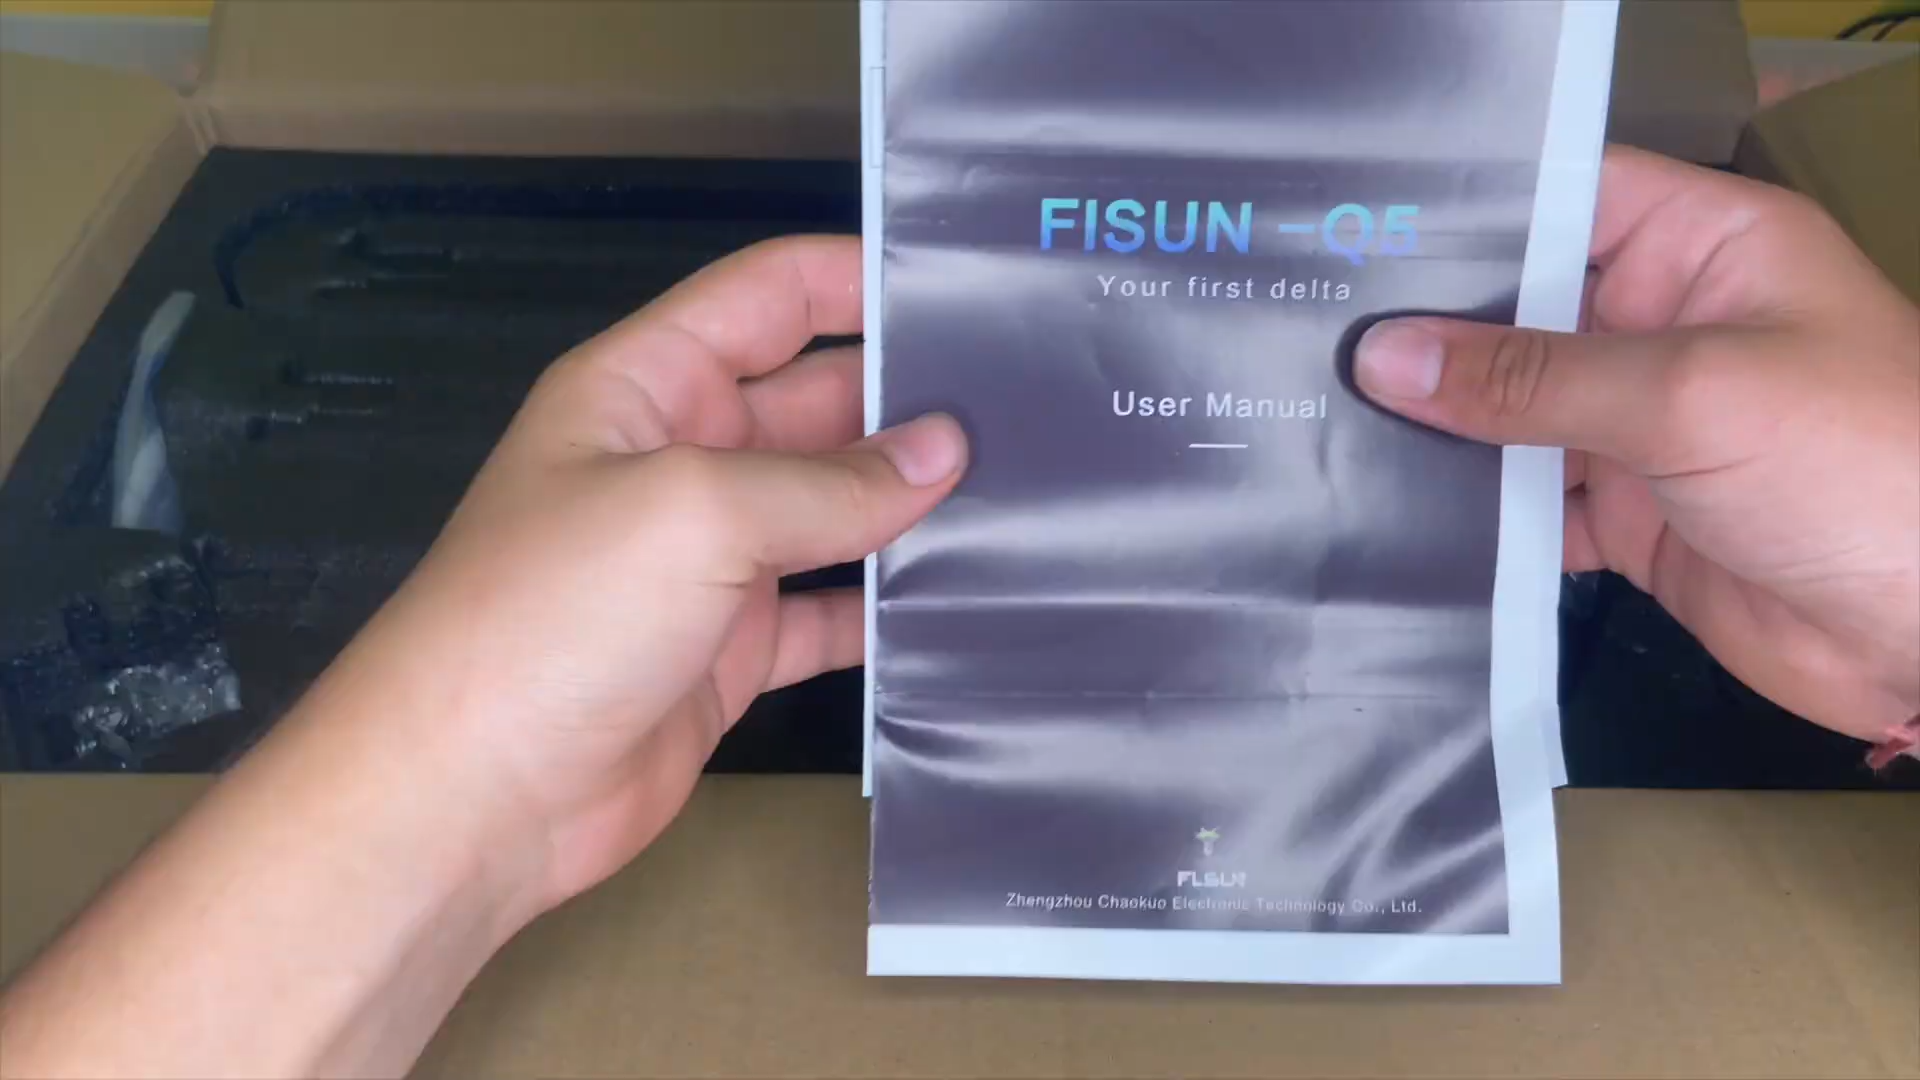 FISUN -Q5
Your first delta
User Manual
FLSUN
Zhengzhou Chaokuo Electronic Technology Co., Ltd.